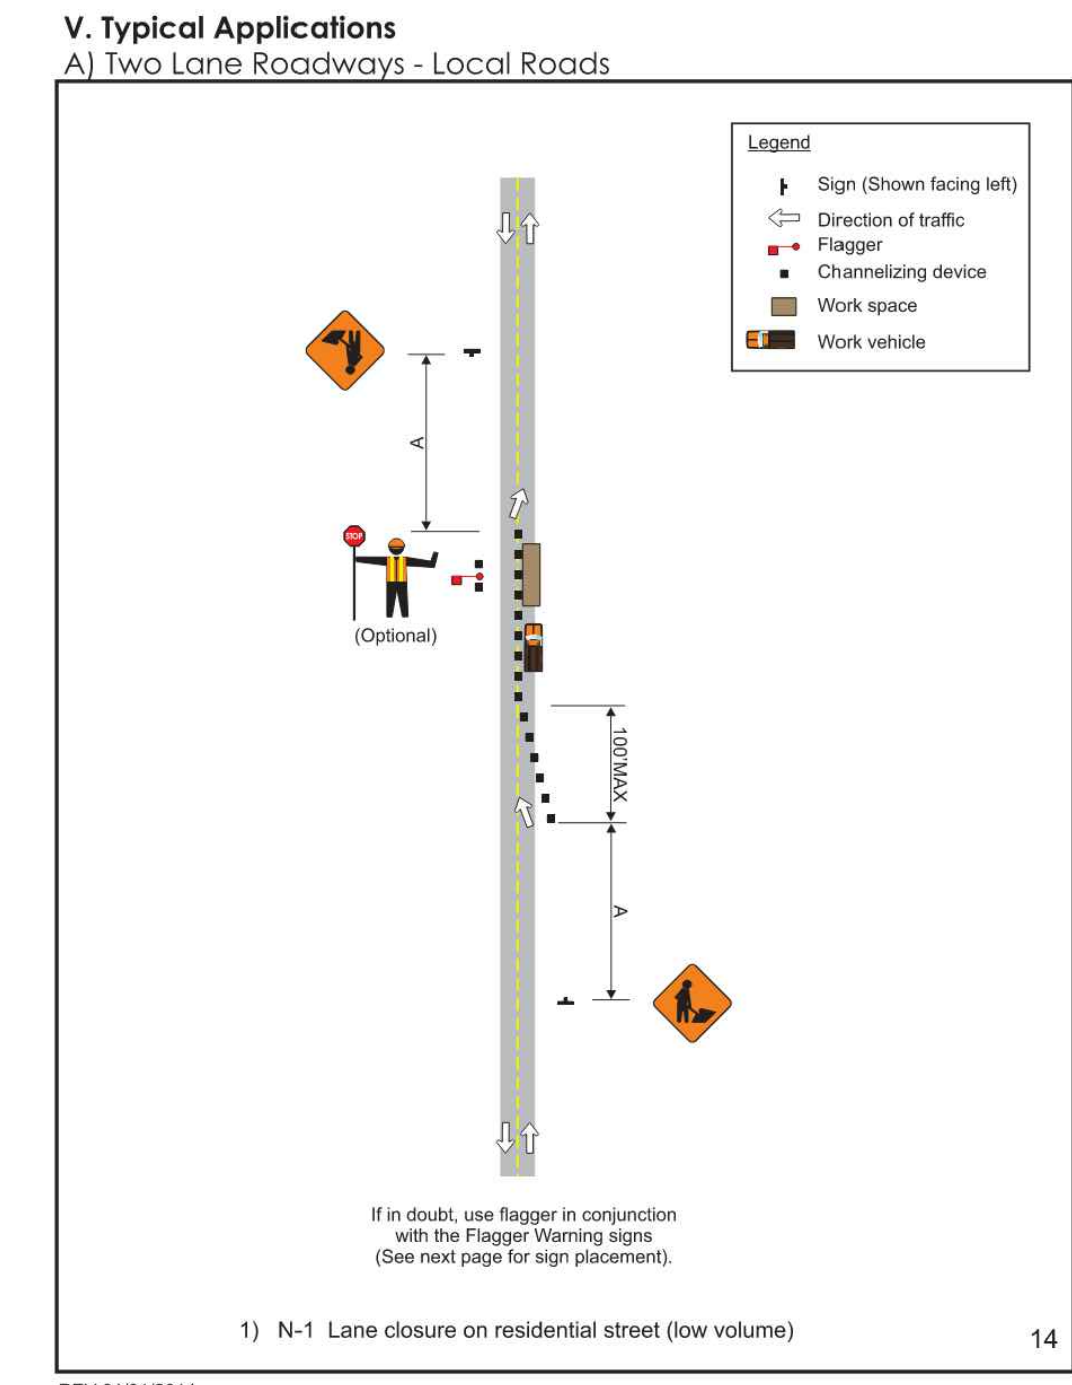 V. Typical Applications
A) Two Lane Roadways - Local Roads
Legend
Sign (Shown facing left)
Direction of traffic
Flagger
Channelizing device
Work space
Work vehicle
A
STOP
(Optional)
100'MAX
A
If in doubt, use flagger in conjunction
with the Flagger Warning signs
(See next page for sign placement).
1) N-1 Lane closure on residential street (low volume)
14